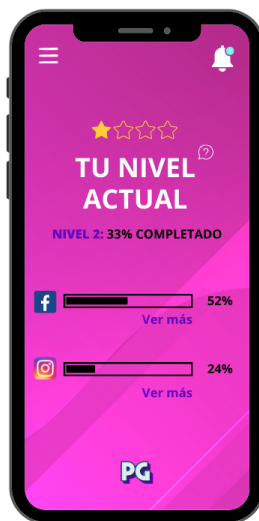 TU NIVEL
ACTUAL
NIVEL 2: 33% COMPLETADO
52%
Ver más
24%
Ver más
PG